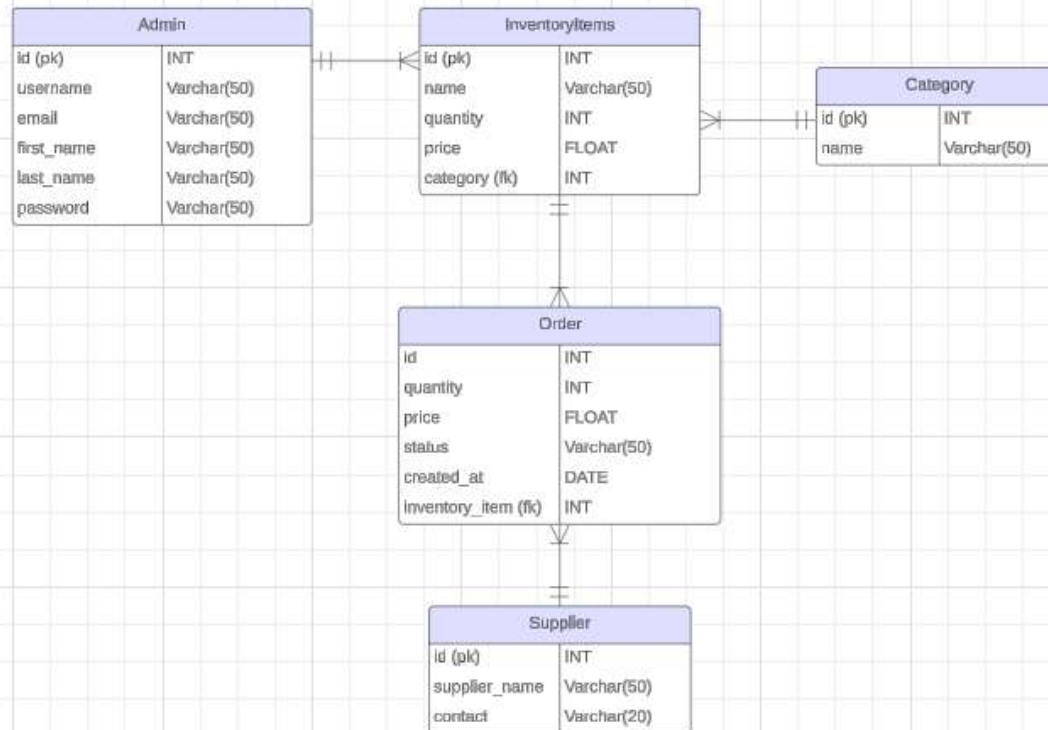 Admin
id (pk) INT
username Varchar(50)
email Varchar(50)
first_name Varchar(50)
last_name Varchar(50)
password Varchar(50)
InventoryItems
id (pk) INT
name Varchar(50)
quantity INT
price FLOAT
category (fk) INT
Category
id (pk) INT
name Varchar(50)
Order
id INT
quantity INT
price FLOAT
status Varchar(50)
created_at DATE
inventory_item (fk) INT
Supplier
id (pk) INT
supplier_name Varchar(50)
contact Varchar(20)